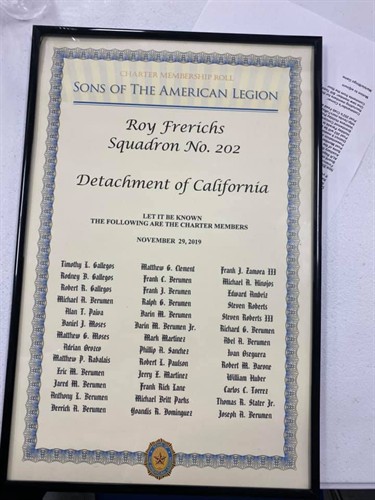 CHARTER MEMBERSHIP ROLL
SONS OF THE AMERICAN LEGION
Roy Frerichs
Squadron No. 202
Detachment of California
LET IT BE KNOWN
THE FOLLOWING ARE THE CHARTER MEMBERS
NOVEMBER 29, 2019
Timothy L. Gallegos
Rodney D. Gallegos
Robert R. Gallegos
Michael A. Berumen
Alan T. Paiva
Daniel J. Moses
Matthew G. Moses
Adrian Orozco
Matthew P. Rabalais
Eric M. Berumen
Jared M. Berumen
Anthony L. Berumen
Derrich A. Berumen
Matthew G. Clement
Frank C. Berumen
Frank J. Berumen
Ralph G. Berumen
Darin M. Berumen
Darin M. Berumen Jr.
Mark Martinez
Phillip A. Sanchez
Robert L. Paulson
Jerry E. Martinez
Frank Rich Lane
Michael Britt Parks
Yoandis R. Dominguez
Frank J. Zamora III
Michael A. Hinojos
Edward Ambriz
Steven Roberts
Steven Roberts III
Richard G. Berumen
Abel A. Berumen
Ivan Oseguera
Robert M. Barone
William Huber
Carlos C. Torrez
Thomas R. Slater Jr.
Joseph A. Berumen